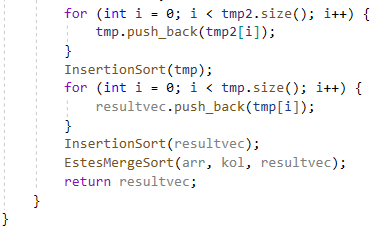 for (int i = 0; i < tmp2.size(); i++) {
tmp.push_back(tmp2[i]);
}
InsertionSort(tmp);
for (int i = 0; i < tmp.size(); i++) {
resultvec.push_back(tmp[i]);
}
InsertionSort(resultvec);
EstesMergeSort(arr, kol, resultvec);
return resultvec;
}
}